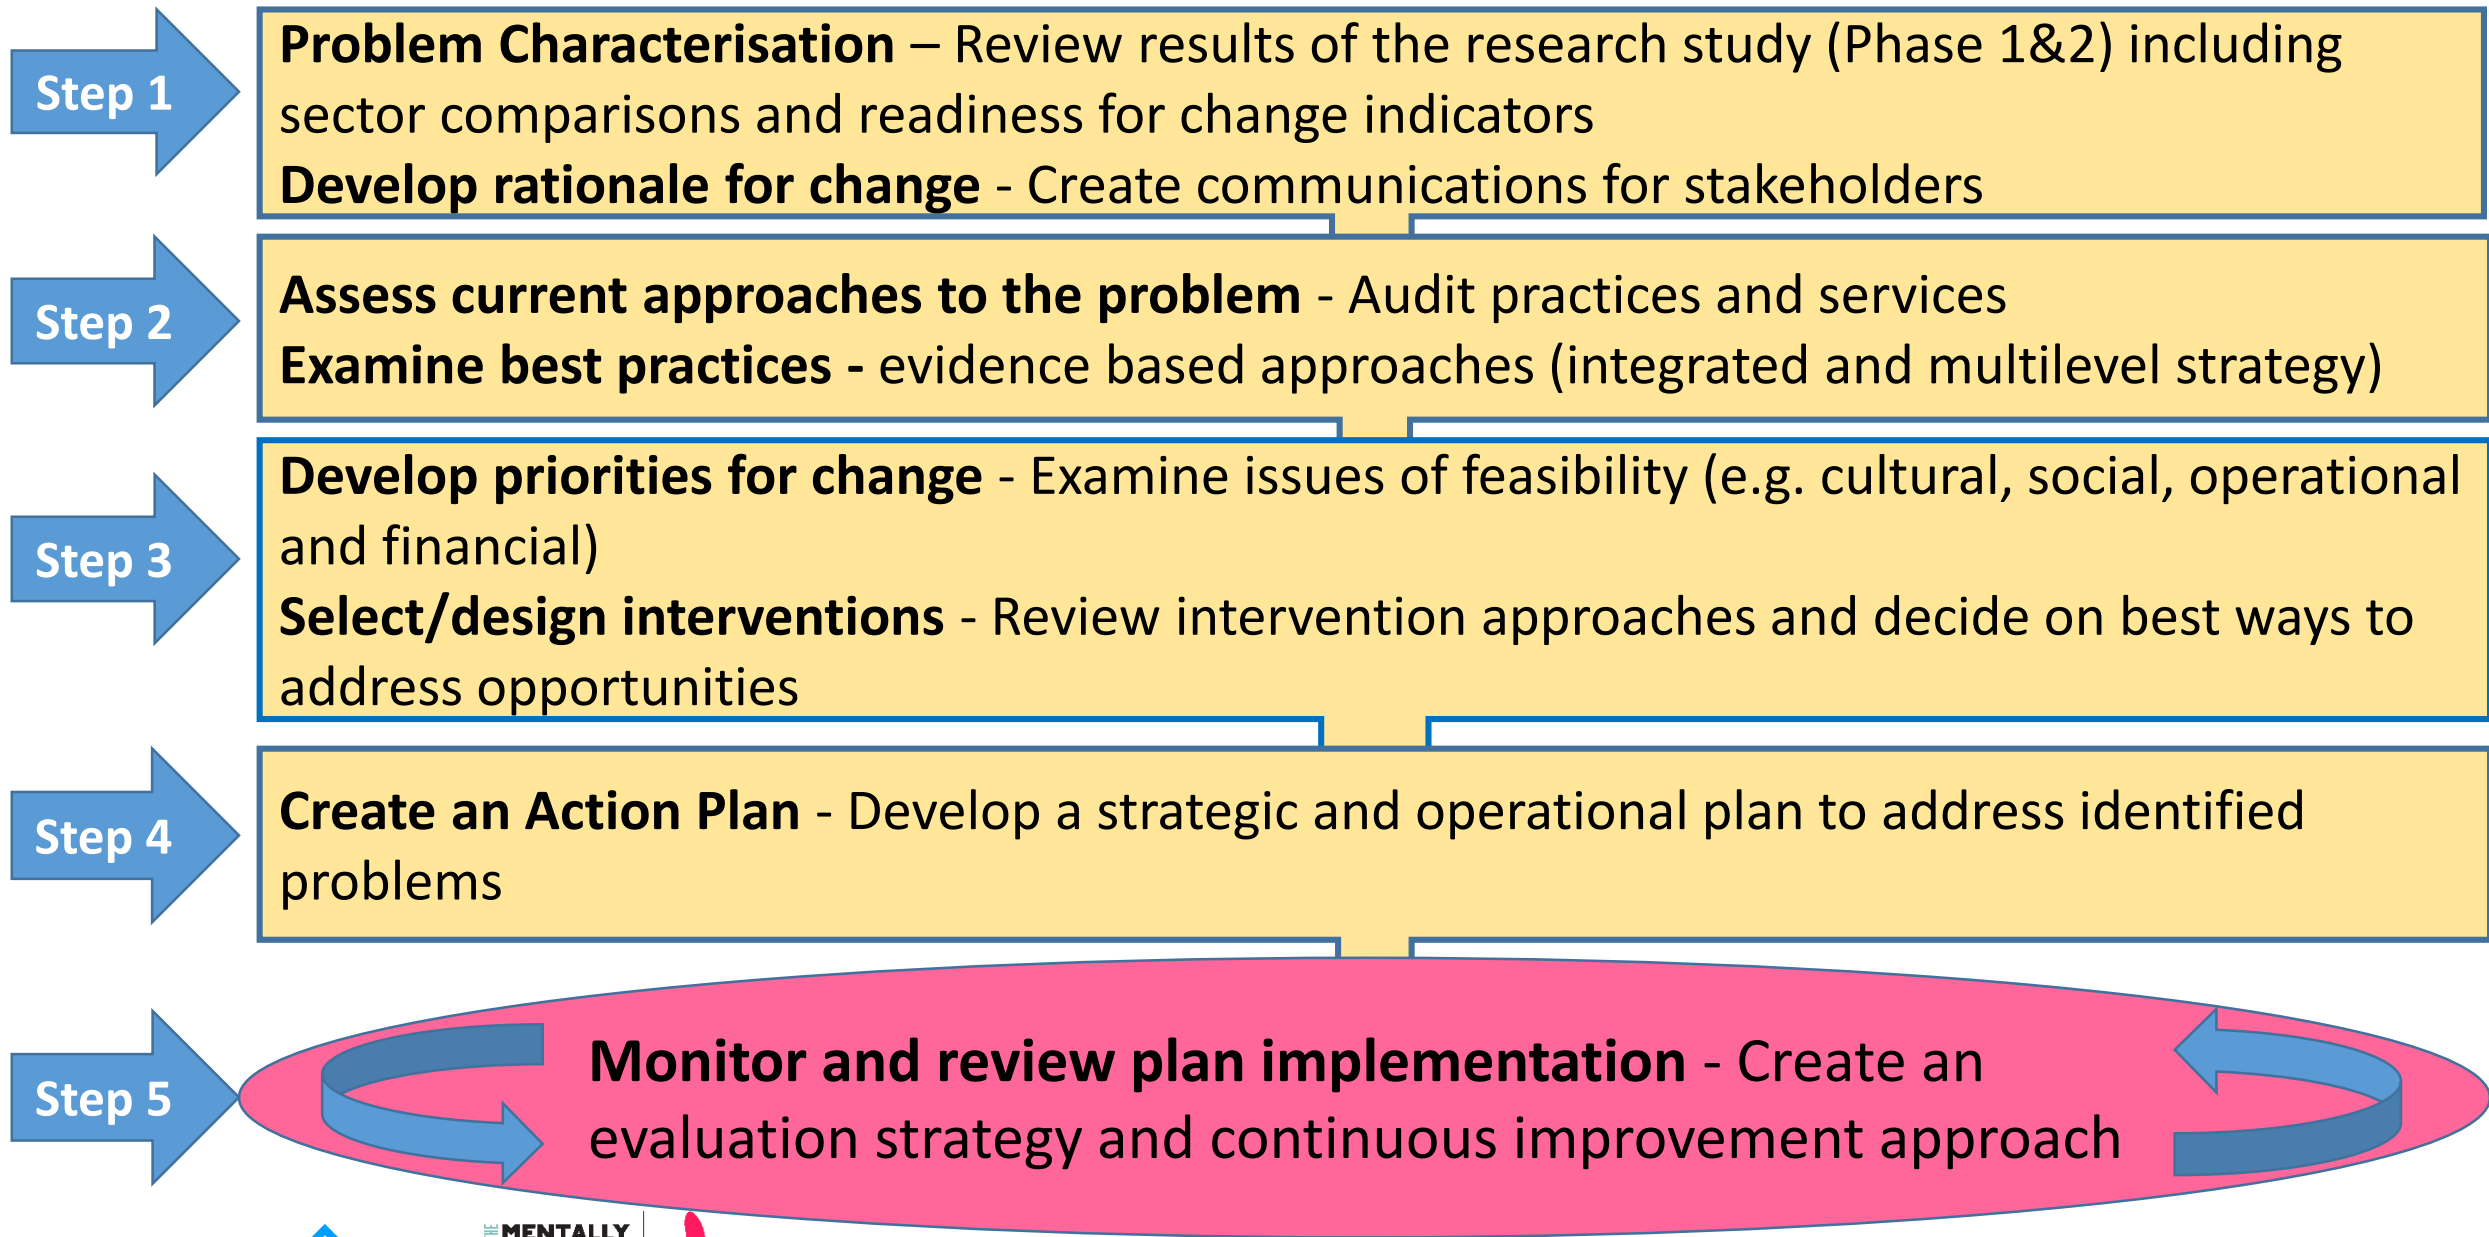 Step 1
Problem Characterisation – Review results of the research study (Phase 1&2) including
sector comparisons and readiness for change indicators
Develop rationale for change - Create communications for stakeholders
Step 2
Assess current approaches to the problem - Audit practices and services
Examine best practices - evidence based approaches (integrated and multilevel strategy)
Step 3
Develop priorities for change - Examine issues of feasibility (e.g. cultural, social, operational
and financial)
Select/design interventions - Review intervention approaches and decide on best ways to
address opportunities
Step 4
Create an Action Plan - Develop a strategic and operational plan to address identified
problems
Step 5
Monitor and review plan implementation - Create an
evaluation strategy and continuous improvement approach
THE MENTALLY